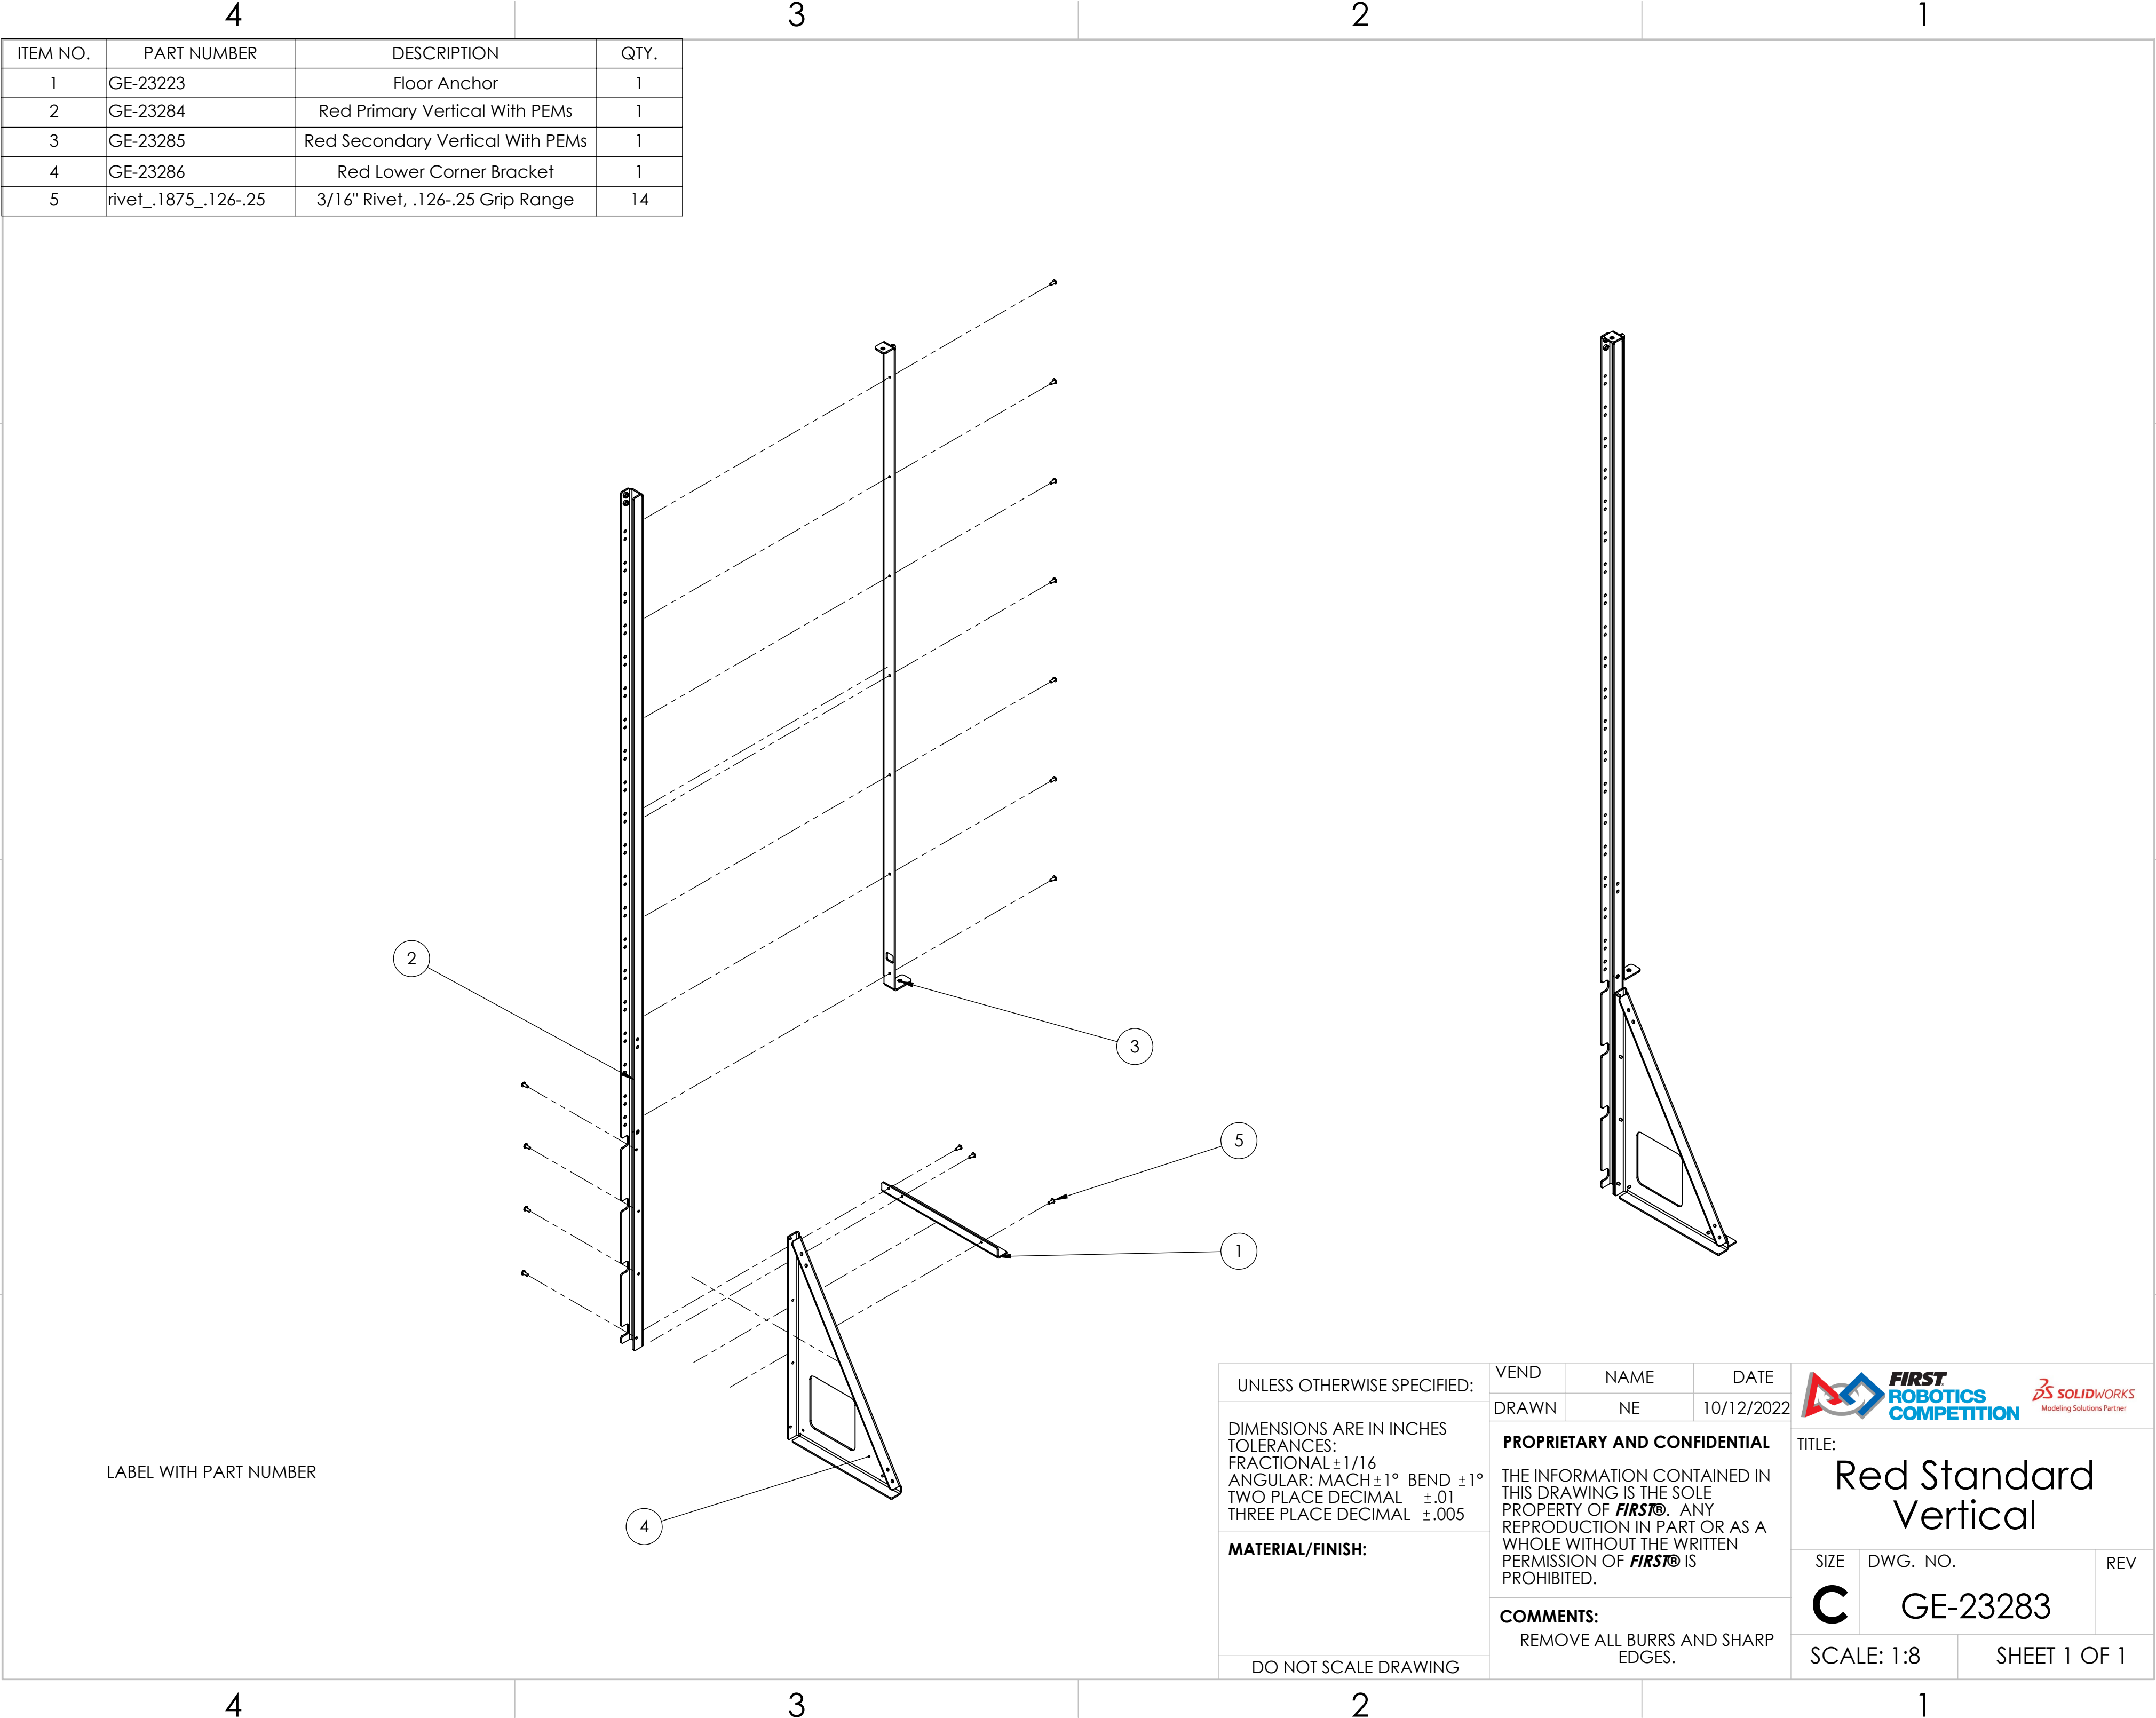 4 3 2 1
ITEM NO. PART NUMBER DESCRIPTION QTY.
1 GE-23223 Floor Anchor 1
2 GE-23284 Red Primary Vertical With PEMs 1
3 GE-23285 Red Secondary Vertical With PEMs 1
4 GE-23286 Red Lower Corner Bracket 1
5 rivet_.1875_.126-.25 3/16" Rivet, .126-.25 Grip Range 14
2
3
5
1
4
LABEL WITH PART NUMBER
UNLESS OTHERWISE SPECIFIED:
DIMENSIONS ARE IN INCHES
TOLERANCES:
FRACTIONAL ±1/16
ANGULAR: MACH ±1° BEND ±1°
TWO PLACE DECIMAL ±.01
THREE PLACE DECIMAL ±.005
MATERIAL/FINISH:
DO NOT SCALE DRAWING
VEND NAME DATE
DRAWN NE 10/12/2022
PROPRIETARY AND CONFIDENTIAL
THE INFORMATION CONTAINED IN
THIS DRAWING IS THE SOLE
PROPERTY OF FIRST®. ANY
REPRODUCTION IN PART OR AS A
WHOLE WITHOUT THE WRITTEN
PERMISSION OF FIRST® IS
PROHIBITED.
COMMENTS:
REMOVE ALL BURRS AND SHARP
EDGES.
FIRST.
ROBOTICS
COMPETITION
SOLIDWORKS
Modeling Solutions Partner
TITLE:
Red Standard
Vertical
SIZE DWG. NO. REV
C GE-23283
SCALE: 1:8 SHEET 1 OF 1
4 3 2 1